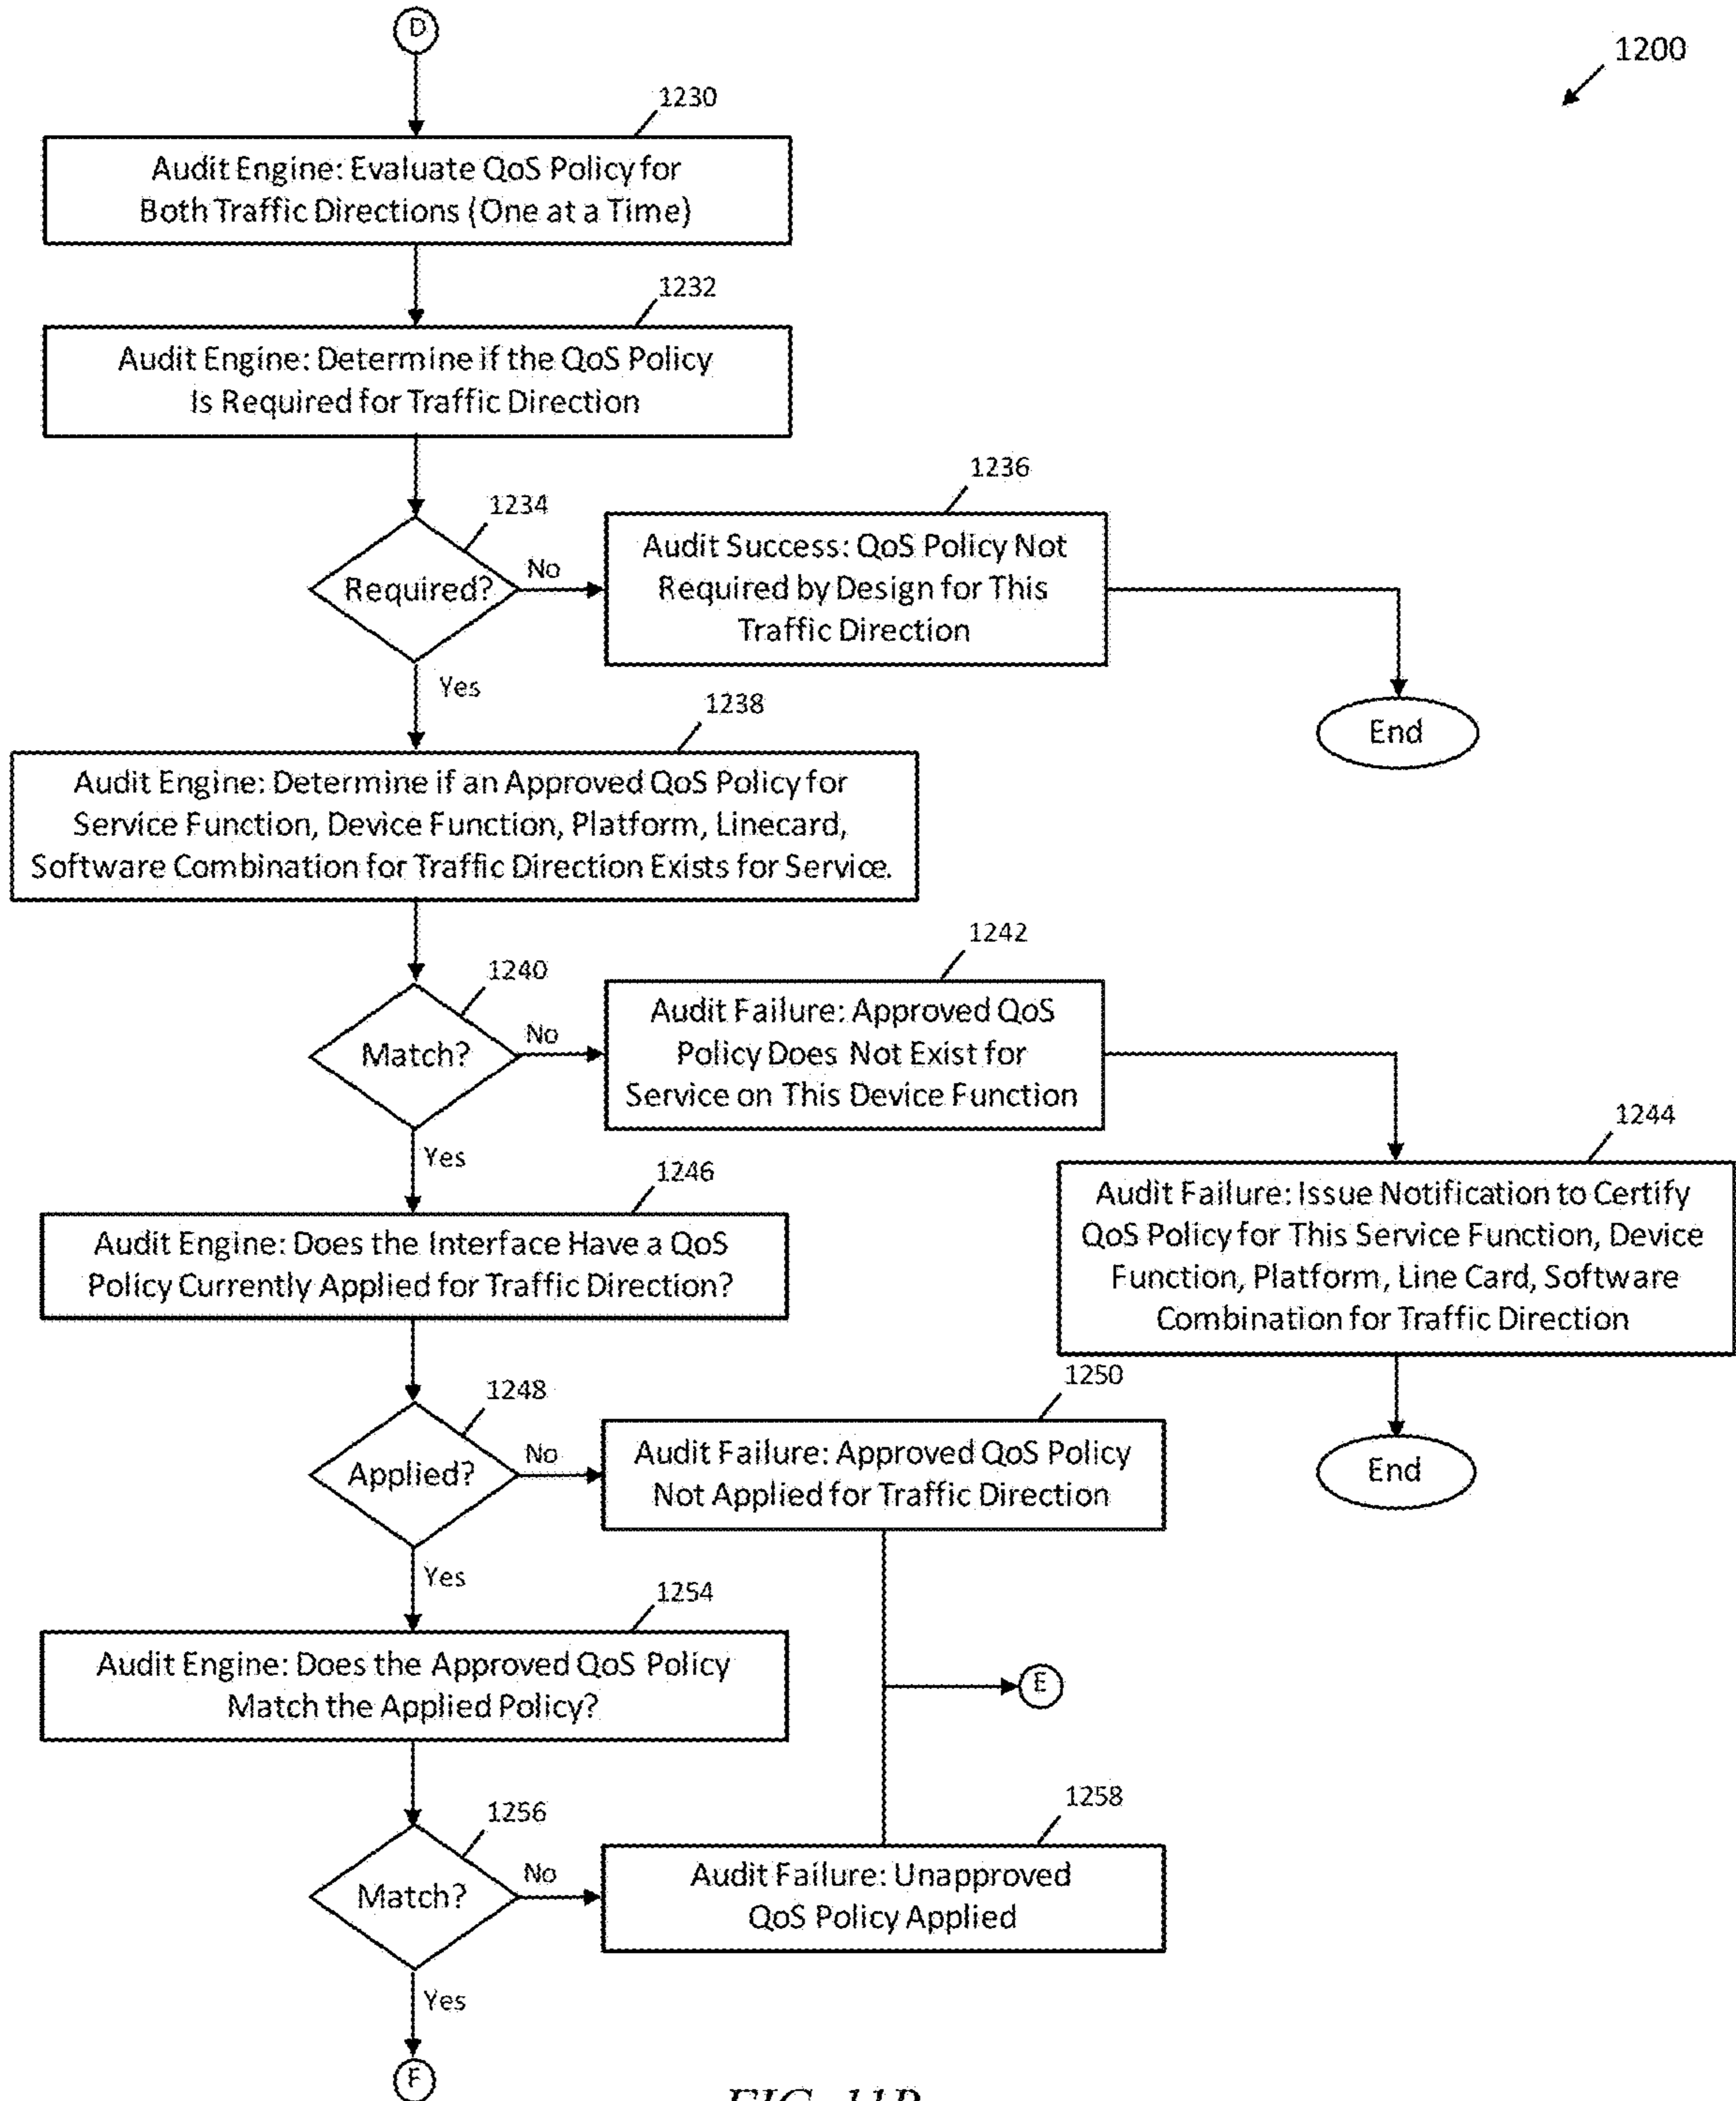 D
1200
1230
Audit Engine: Evaluate QoS Policy for
Both Traffic Directions (One at a Time)
1232
Audit Engine: Determine if the QoS Policy
Is Required for Traffic Direction
1234
Required?
No
1236
Audit Success: QoS Policy Not
Required by Design for This
Traffic Direction
End
Yes
1238
Audit Engine: Determine if an Approved QoS Policy for
Service Function, Device Function, Platform, Linecard,
Software Combination for Traffic Direction Exists for Service.
1240
Match?
No
1242
Audit Failure: Approved QoS
Policy Does Not Exist for
Service on This Device Function
1244
Audit Failure: Issue Notification to Certify
QoS Policy for This Service Function, Device
Function, Platform, Line Card, Software
Combination for Traffic Direction
End
Yes
1246
Audit Engine: Does the Interface Have a QoS
Policy Currently Applied for Traffic Direction?
1248
Applied?
No
1250
Audit Failure: Approved QoS Policy
Not Applied for Traffic Direction
Yes
1254
Audit Engine: Does the Approved QoS Policy
Match the Applied Policy?
E
1256
Match?
No
1258
Audit Failure: Unapproved
QoS Policy Applied
Yes
F
FIG. 11B